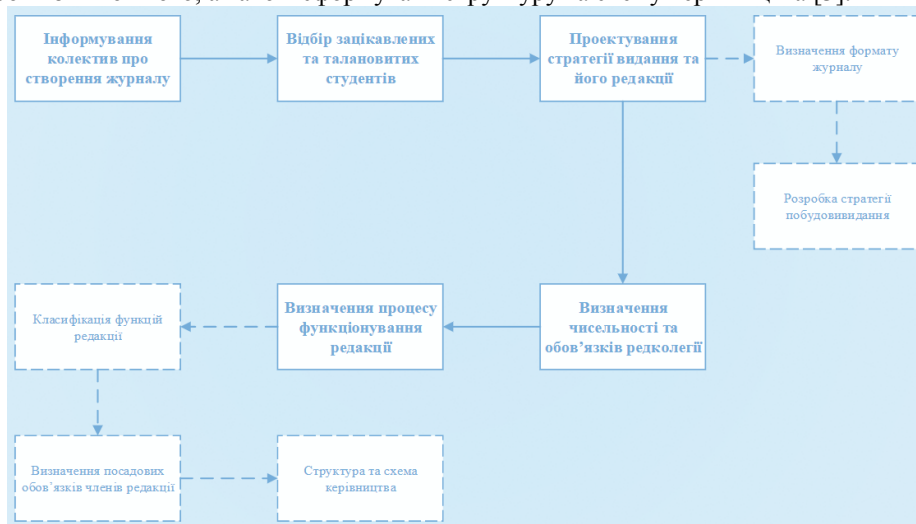 Інформування
колектив про
створення журналу
Відбір зацікавлених
та талановитих
студентів
Проектування
стратегії видання та
його редакції
Визначення формату
журналу
Розробка стратегії
побудовивидання
Класифікація функцій
редакції
Визначення процесу
функціонування
редакції
Визначення
чисельності та
обов’язків редколегії
Визначення посадових
обов’язків членів редакції
Структура та схема
керівництва